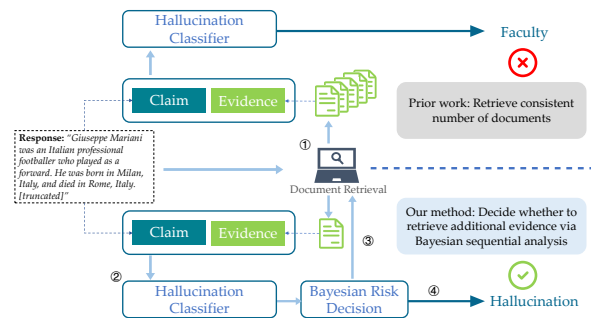 Hallucination
Classifier
Faculty
Claim
Evidence
Prior work: Retrieve consistent
number of documents
①
Response: “Giuseppe Mariani
was an Italian professional
footballer who played as a
forward. He was born in Milan,
Italy, and died in Rome, Italy.
[truncated]”
Document Retrieval
Our method: Decide whether to
retrieve additional evidence via
Bayesian sequential analysis
Claim
Evidence
③
②
Hallucination
Classifier
Bayesian Risk
Decision
④
Hallucination